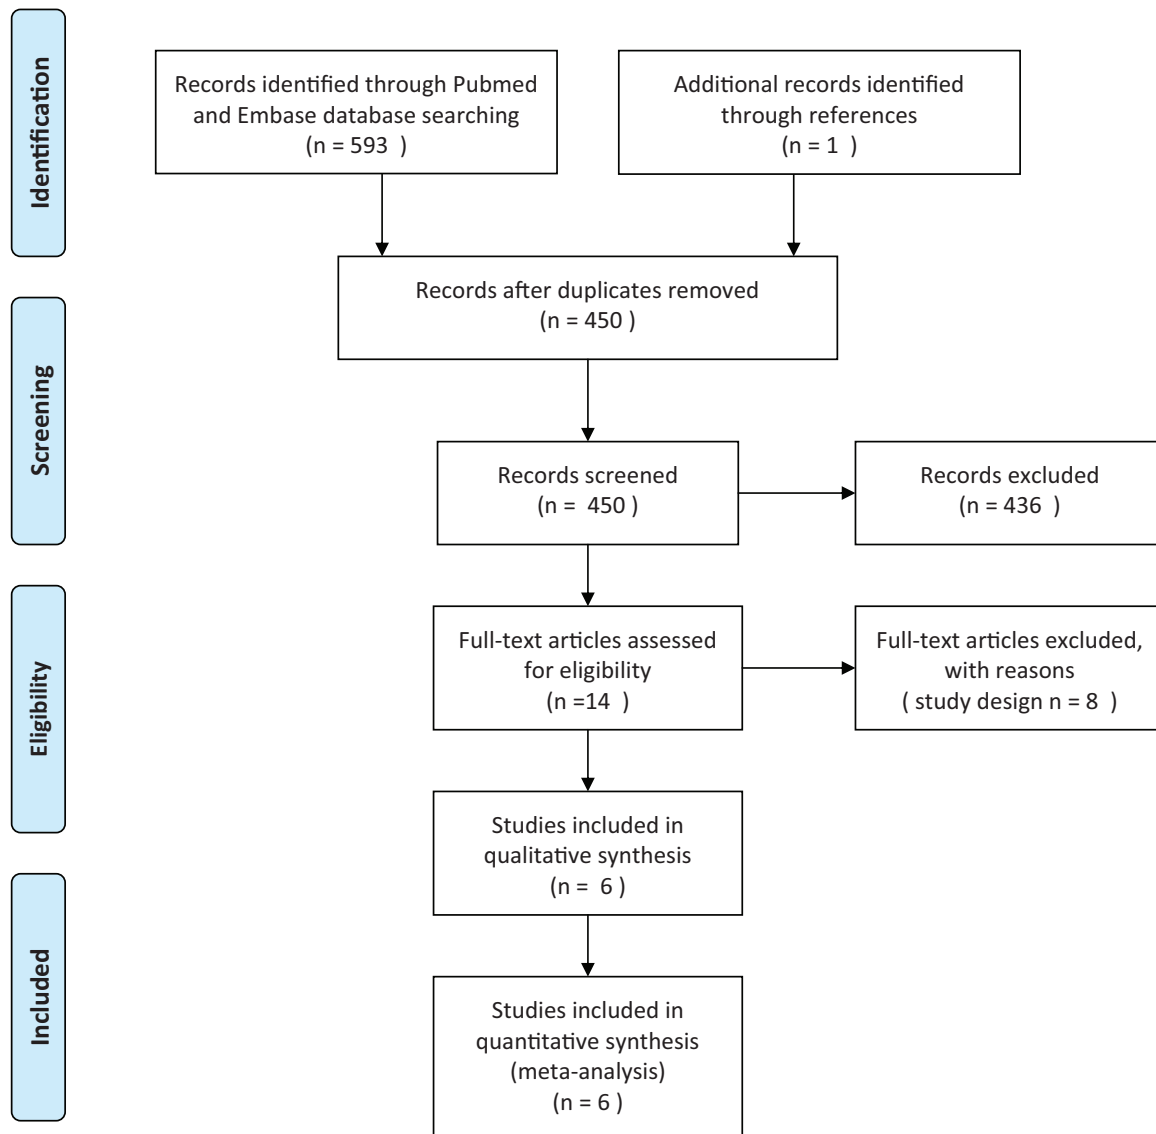 Identification
Records identified through Pubmed
and Embase database searching
(n = 593  )
Additional records identified
through references
(n = 1  )
Records after duplicates removed
(n = 450 )
Screening
Records screened
(n =  450 )
Records excluded
(n = 436  )
Eligibility
Full-text articles assessed
for eligibility
(n =14  )
Full-text articles excluded,
with reasons
( study design n = 8  )
Studies included in
qualitative synthesis
(n =  6 )
Included
Studies included in
quantitative synthesis
(meta-analysis)
(n = 6 )